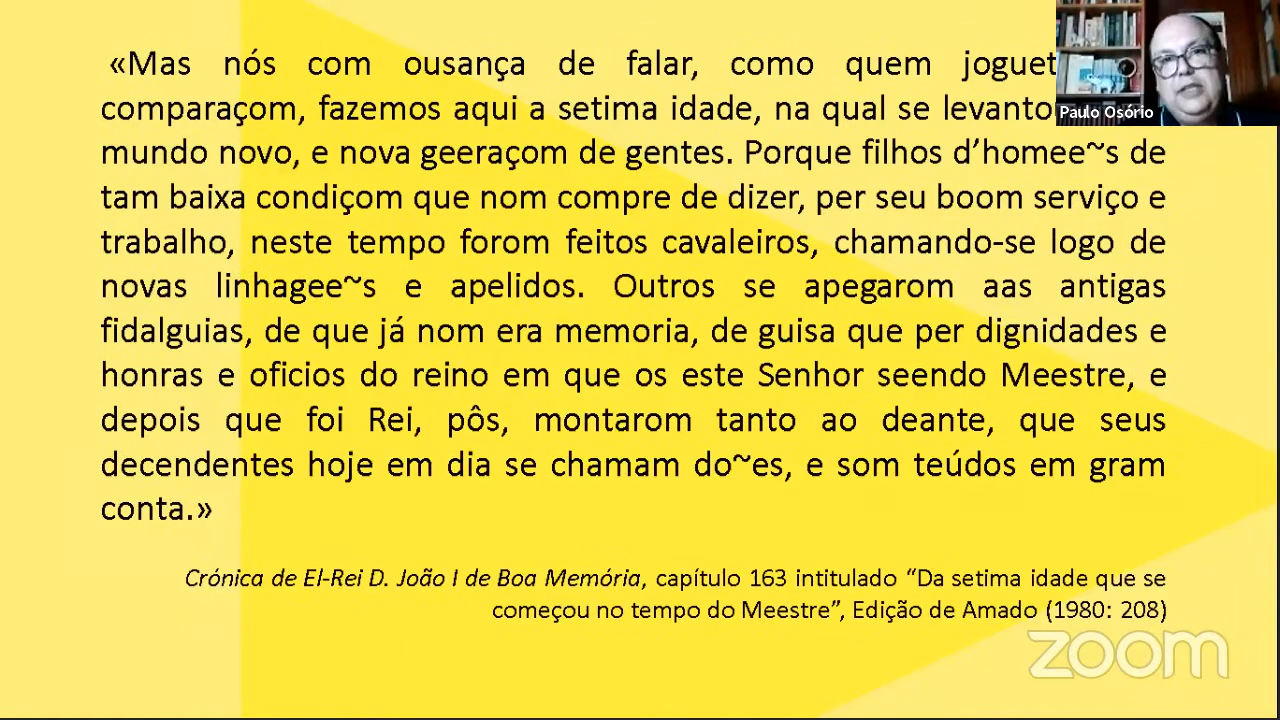 «Mas nós com ousança de falar, como quem
comparaçom, fazemos aqui a setima idade, na qual se
mundo novo, e nova geeraçom de gentes. Porque filhos d’homee~s de
tam baixa condiçom que nom compre de dizer, per seu boom serviço e
trabalho, neste tempo forom feitos cavaleiros, chamando-se logo de
novas linhagee~s e apelidos. Outros se apegarom aas antigas
fidalguias, de que já nom era memoria, de guisa que per dignidades e
honras e oficios do reino em que os este Senhor seendo Meestre, e
depois que foi Rei, pôs, montarom tanto ao deante, que seus
decendentes hoje em dia se chamam do~es, e som teúdos em gram
conta.»
Crónica de El-Rei D. João I de Boa Memória, capítulo 163 intitulado “Da setima idade que se
começou no tempo do Meestre”, Edição de Amado (1980: 208)
Paulo Osório
zoom